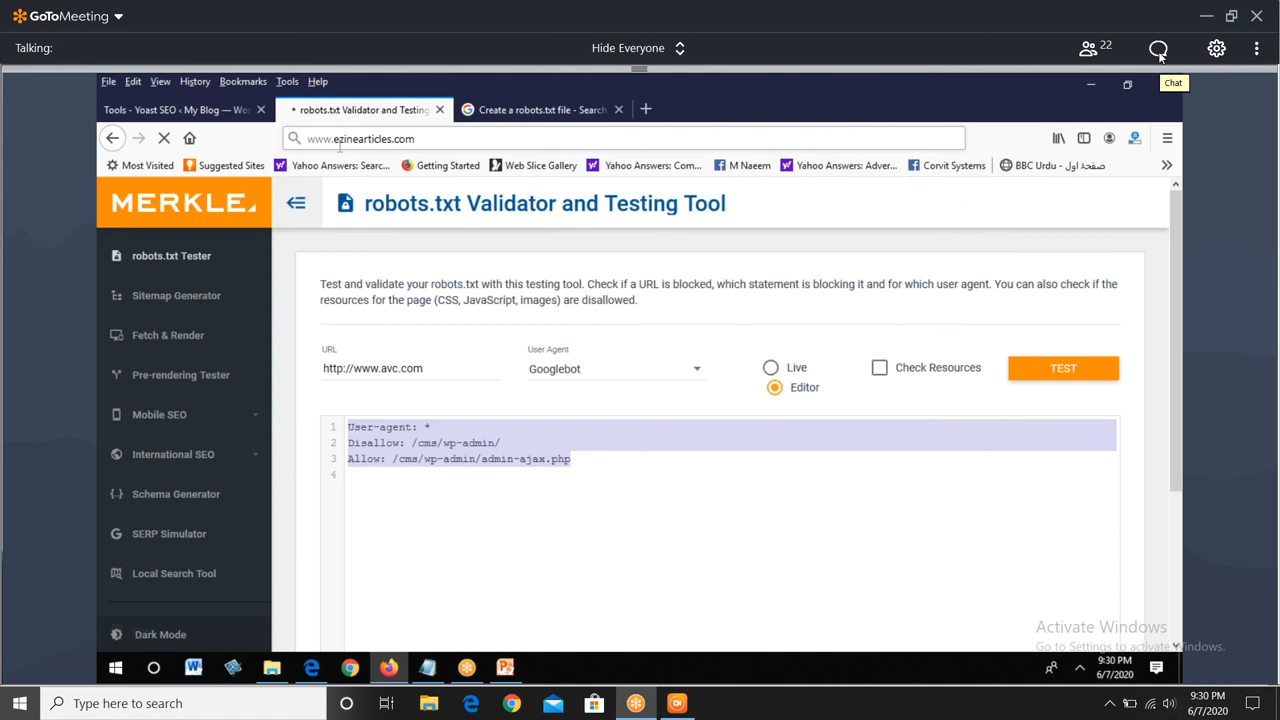 GoToMeeting
Talking:
Hide Everyone
22
Chat
File Edit View History Bookmarks Tools Help
Tools - Yoast SEO ‹ My Blog — Wo
robots.txt Validator and Testing
Create a robots.txt file - Search
www.ezinearticles.com
Most Visited
Suggested Sites
Yahoo Answers: Searc...
Getting Started
Web Slice Gallery
Yahoo Answers: Com...
M Naeem
Yahoo Answers: Adver...
Corvit Systems
صفحۂ اول - BBC Urdu
MERKLE
robots.txt Validator and Testing Tool
robots.txt Tester
Sitemap Generator
Fetch & Render
Pre-rendering Tester
Mobile SEO
International SEO
Schema Generator
SERP Simulator
Local Search Tool
Dark Mode
Test and validate your robots.txt with this testing tool. Check if a URL is blocked, which statement is blocking it and for which user agent. You can also check if the
resources for the page (CSS, JavaScript, images) are disallowed.
URL
http://www.avc.com
User Agent
Googlebot
Live
Editor
Check Resources
TEST
1 User-agent: *
2 Disallow: /cms/wp-admin/
3 Allow: /cms/wp-admin/admin-ajax.php
4
Activate Windows
Go to Settings to activate Windows.
9:30 PM
6/7/2020
Type here to search
9:30 PM
6/7/2020